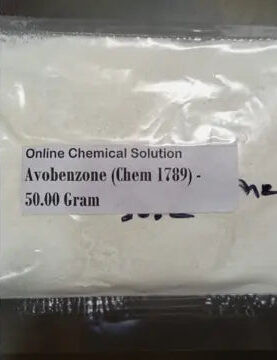 Online Chemical Solution
Avobenzone (Chem 1789) -
50.00 Gram